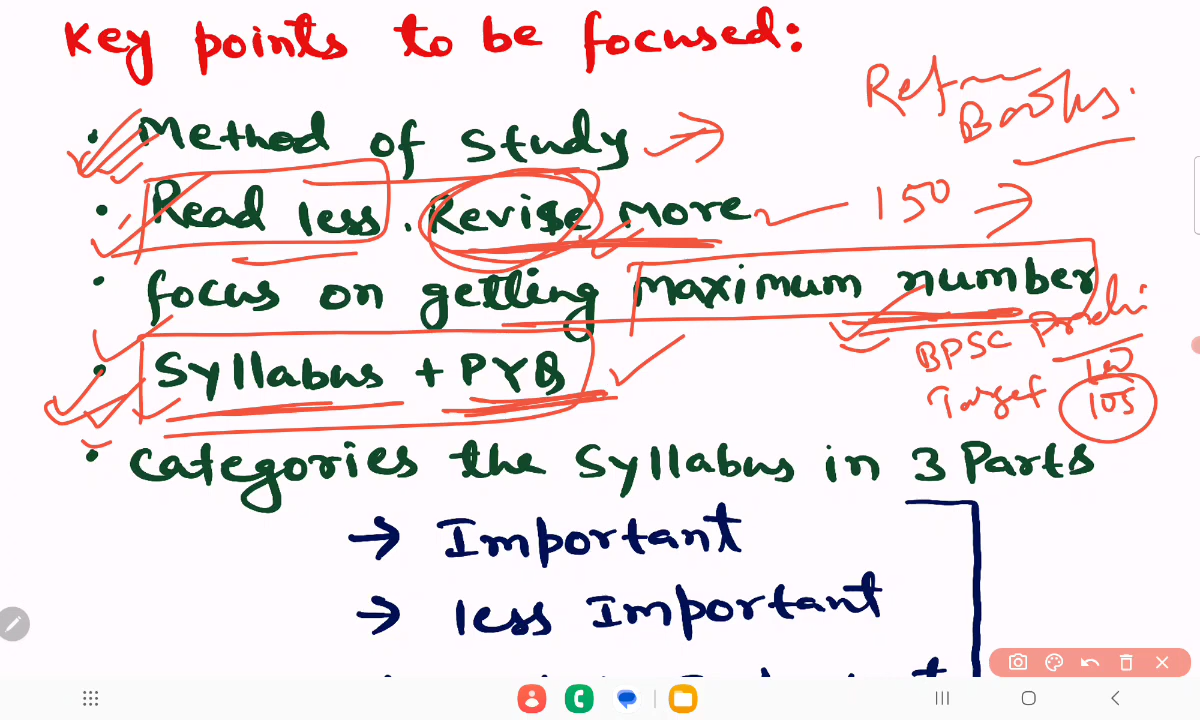 Key points to be focused:
Refrence
Books.
• Method of Study →
• Read less. Revise More 150 →
• focus on getting maximum number
BPSC Prelim:
• Syllabus + PYQ
Target 105
• Categories the Syllabus in 3 Parts
→ Important
→ less Important